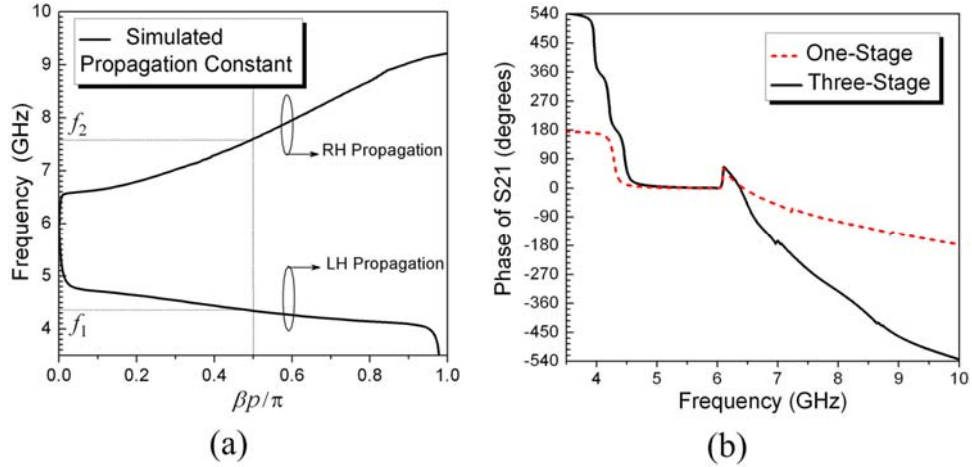 10
9
8
7
6
5
4
Frequency (GHz)
Simulated
Propagation Constant
f2
RH Propagation
LH Propagation
f1
0.0 0.2 0.4 0.6 0.8 1.0
βp/π
(a)
540
450
360
270
180
90
0
-90
-180
-270
-360
-450
-540
Phase of S21 (degrees)
One-Stage
Three-Stage
4 5 6 7 8 9 10
Frequency (GHz)
(b)